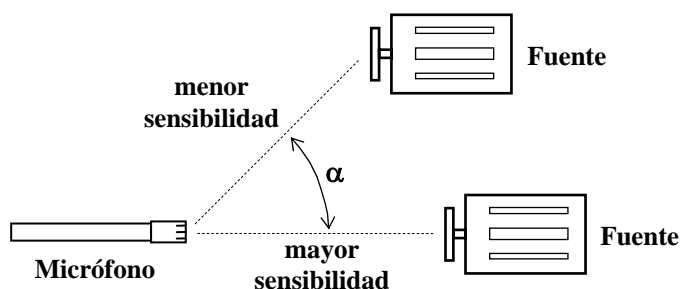 Fuente
menor
sensibilidad
α
Fuente
mayor
sensibilidad
Micrófono